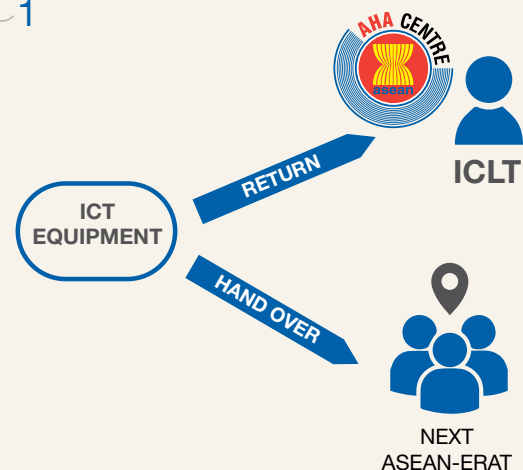 1
AHA CENTRE
asean
ICLT
RETURN
ICT
EQUIPMENT
HAND OVER
NEXT
ASEAN-ERAT